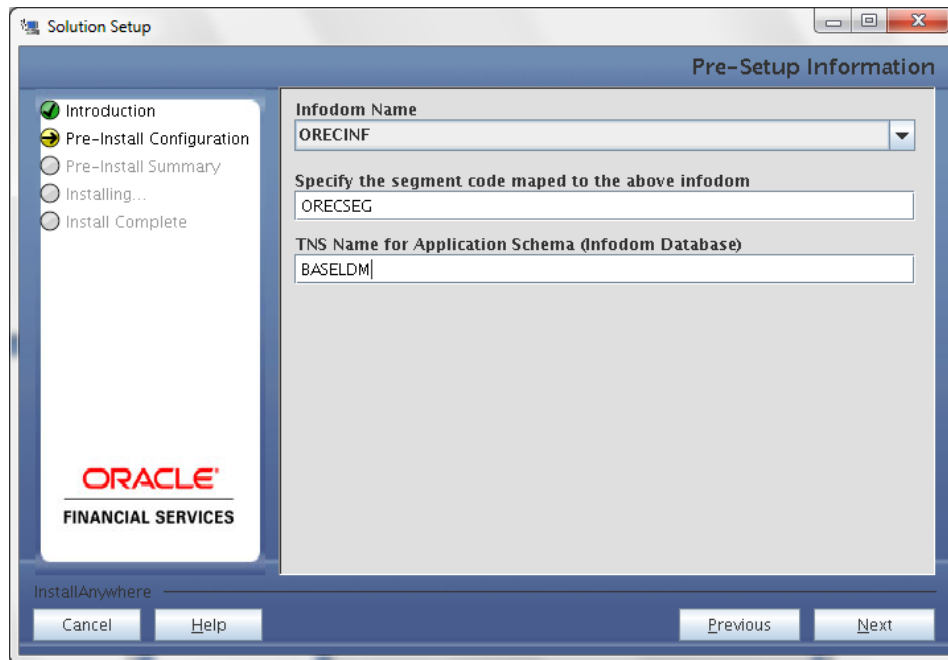 Solution Setup
Pre-Setup Information
Introduction
Pre-Install Configuration
Pre-Install Summary
Installing...
Install Complete
ORACLE'
FINANCIAL SERVICES
Infodom Name
ORECINF
Specify the segment code maped to the above infodom
ORECSEG
TNS Name for Application Schema (Infodom Database)
BASELDM
InstallAnywhere
Cancel
Help
Previous
Next